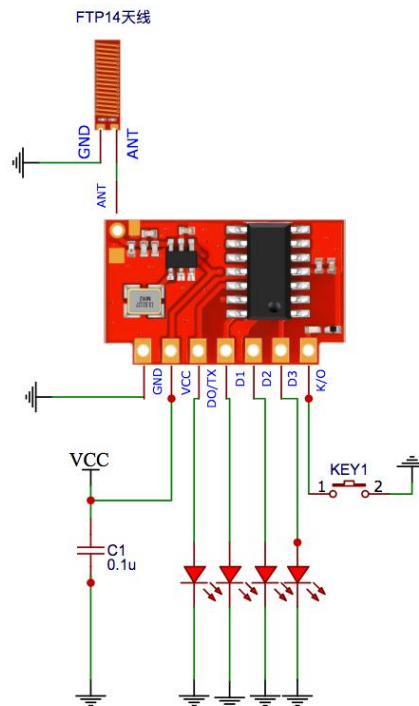 FTP14天线
GND
ANT
ANT
GND
VCC
DO/TX
D1
D2
D3
K/O
KEY1
1
2
VCC
C1
0.1u